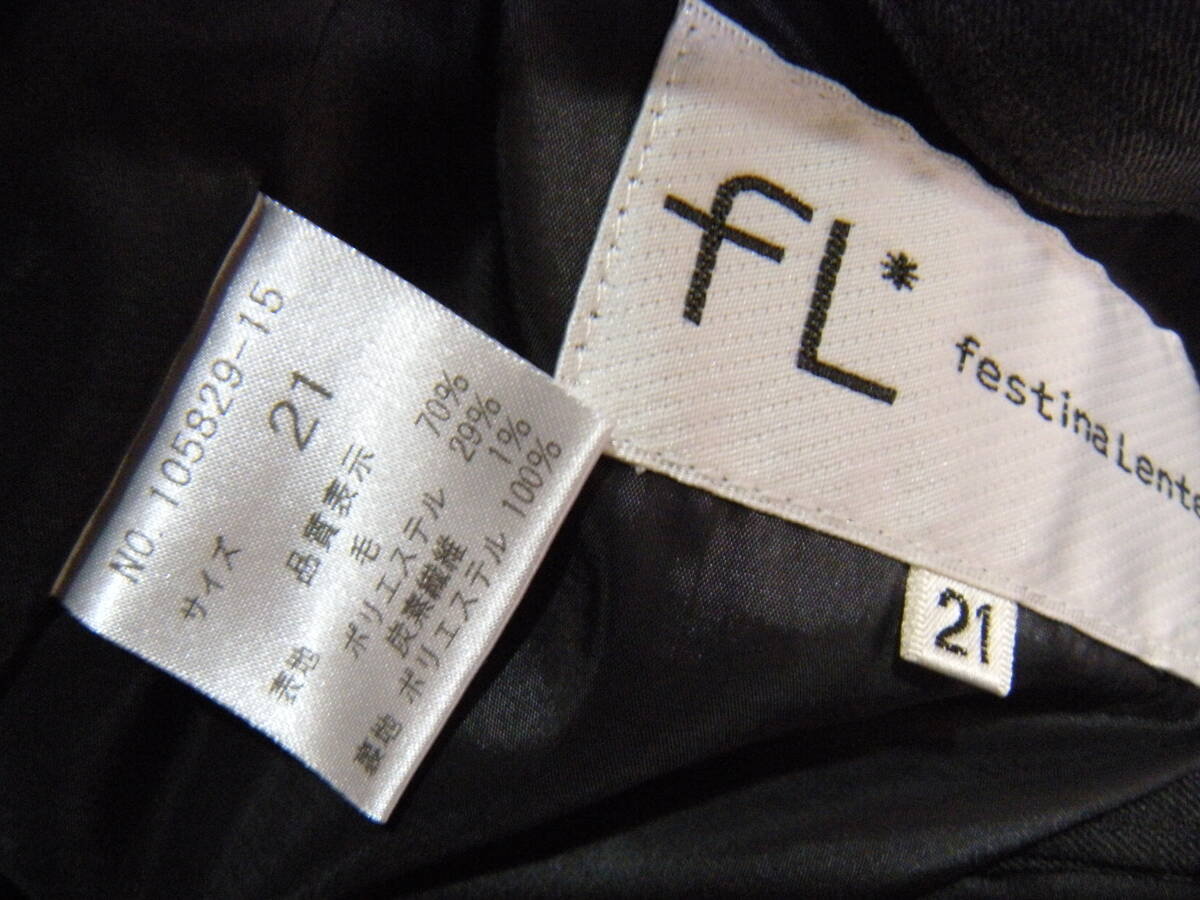 NO.105829-15
サイズ 21
品質表示
表地 毛 70%
ポリエステル 29%
炭素繊維 1%
裏地 ポリエステル 100%
fL*
festinalente
21